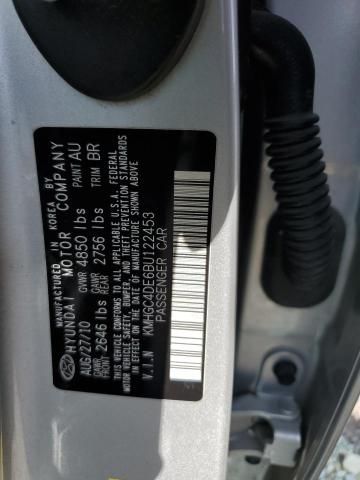 MANUFACTURED IN KOREA BY
HYUNDAI MOTOR COMPANY
AUG/27/10 GVWR 4850 lbs PAINT AU
GAWR FRONT 2646 lbs GAWR REAR 2756 lbs TRIM BR
THIS VEHICLE CONFORMS TO ALL APPLICABLE U.S.A. FEDERAL
MOTOR VEHICLE SAFETY, BUMPER, AND THEFT PREVENTION STANDARDS
IN EFFECT ON THE DATE OF MANUFACTURE SHOWN ABOVE.
V.I.N KMHGC4DE6BU122453
PASSENGER CAR